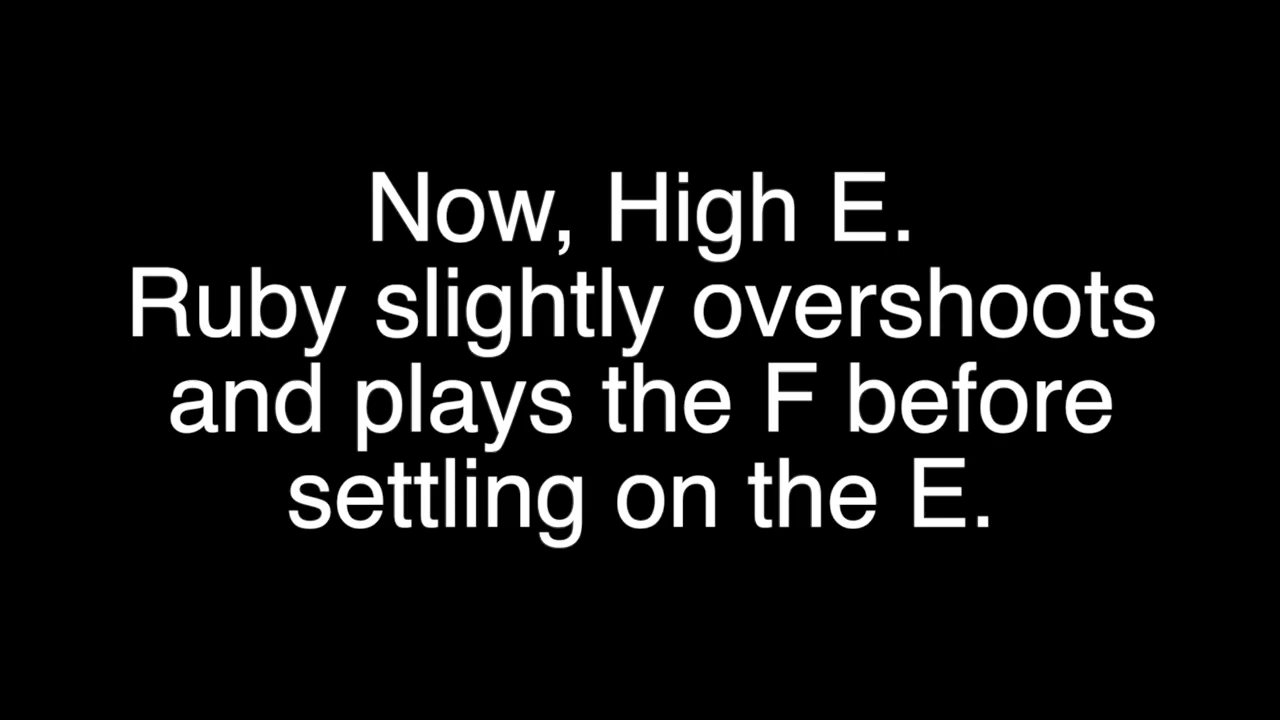 Now, High E.
Ruby slightly overshoots
and plays the F before
settling on the E.